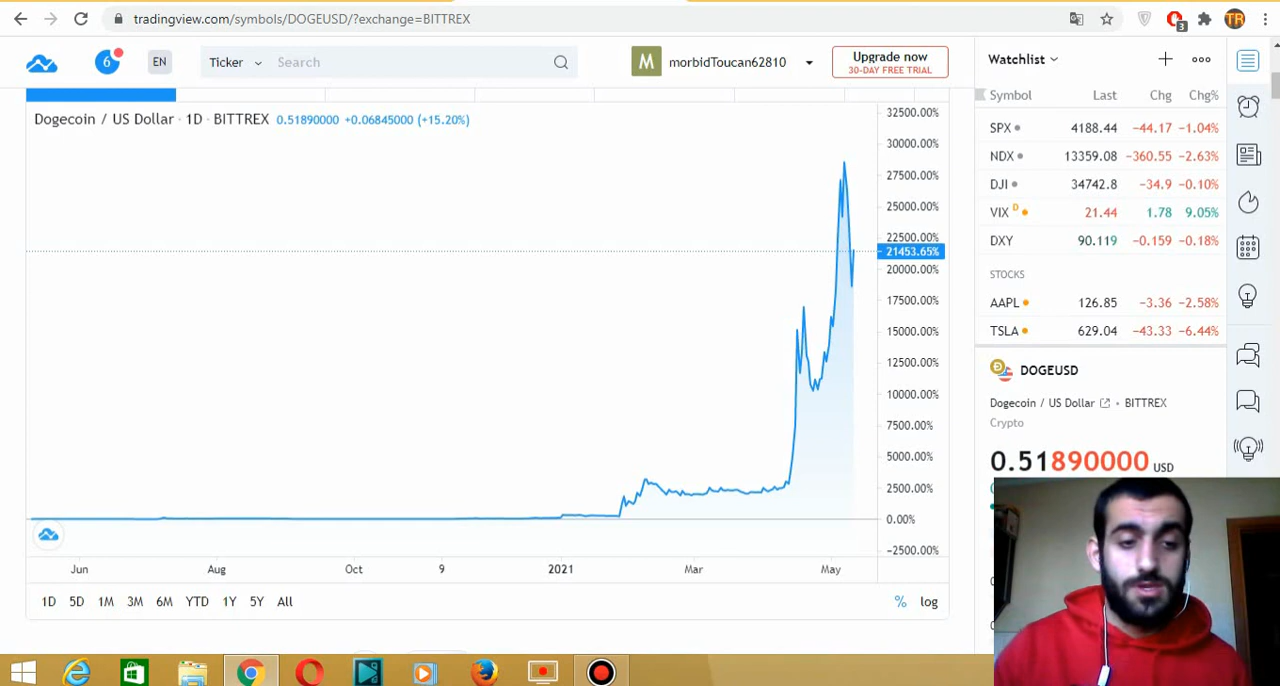 tradingview.com/symbols/DOGEUSD/?exchange=BITTREX
3
TR
6
EN
Ticker
Search
M
morbidToucan62810
Upgrade now
30-DAY FREE TRIAL
Watchlist
Symbol Last Chg Chg%
SPX 4188.44 −44.17 −1.04%
NDX 13359.08 −360.55 −2.63%
DJI 34742.8 −34.9 −0.10%
VIX D 21.44 1.78 9.05%
DXY 90.119 −0.159 −0.18%
STOCKS
AAPL 126.85 −3.36 −2.58%
TSLA 629.04 −43.33 −6.44%
DOGEUSD
Dogecoin / US Dollar • BITTREX
Crypto
0.51890000 USD
Dogecoin / US Dollar · 1D · BITTREX 0.51890000 +0.06845000 (+15.20%)
32500.00%
30000.00%
27500.00%
25000.00%
22500.00%
21453.65%
20000.00%
17500.00%
15000.00%
12500.00%
10000.00%
7500.00%
5000.00%
2500.00%
0.00%
−2500.00%
Jun Aug Oct 9 2021 Mar May
1D 5D 1M 3M 6M YTD 1Y 5Y All
% log